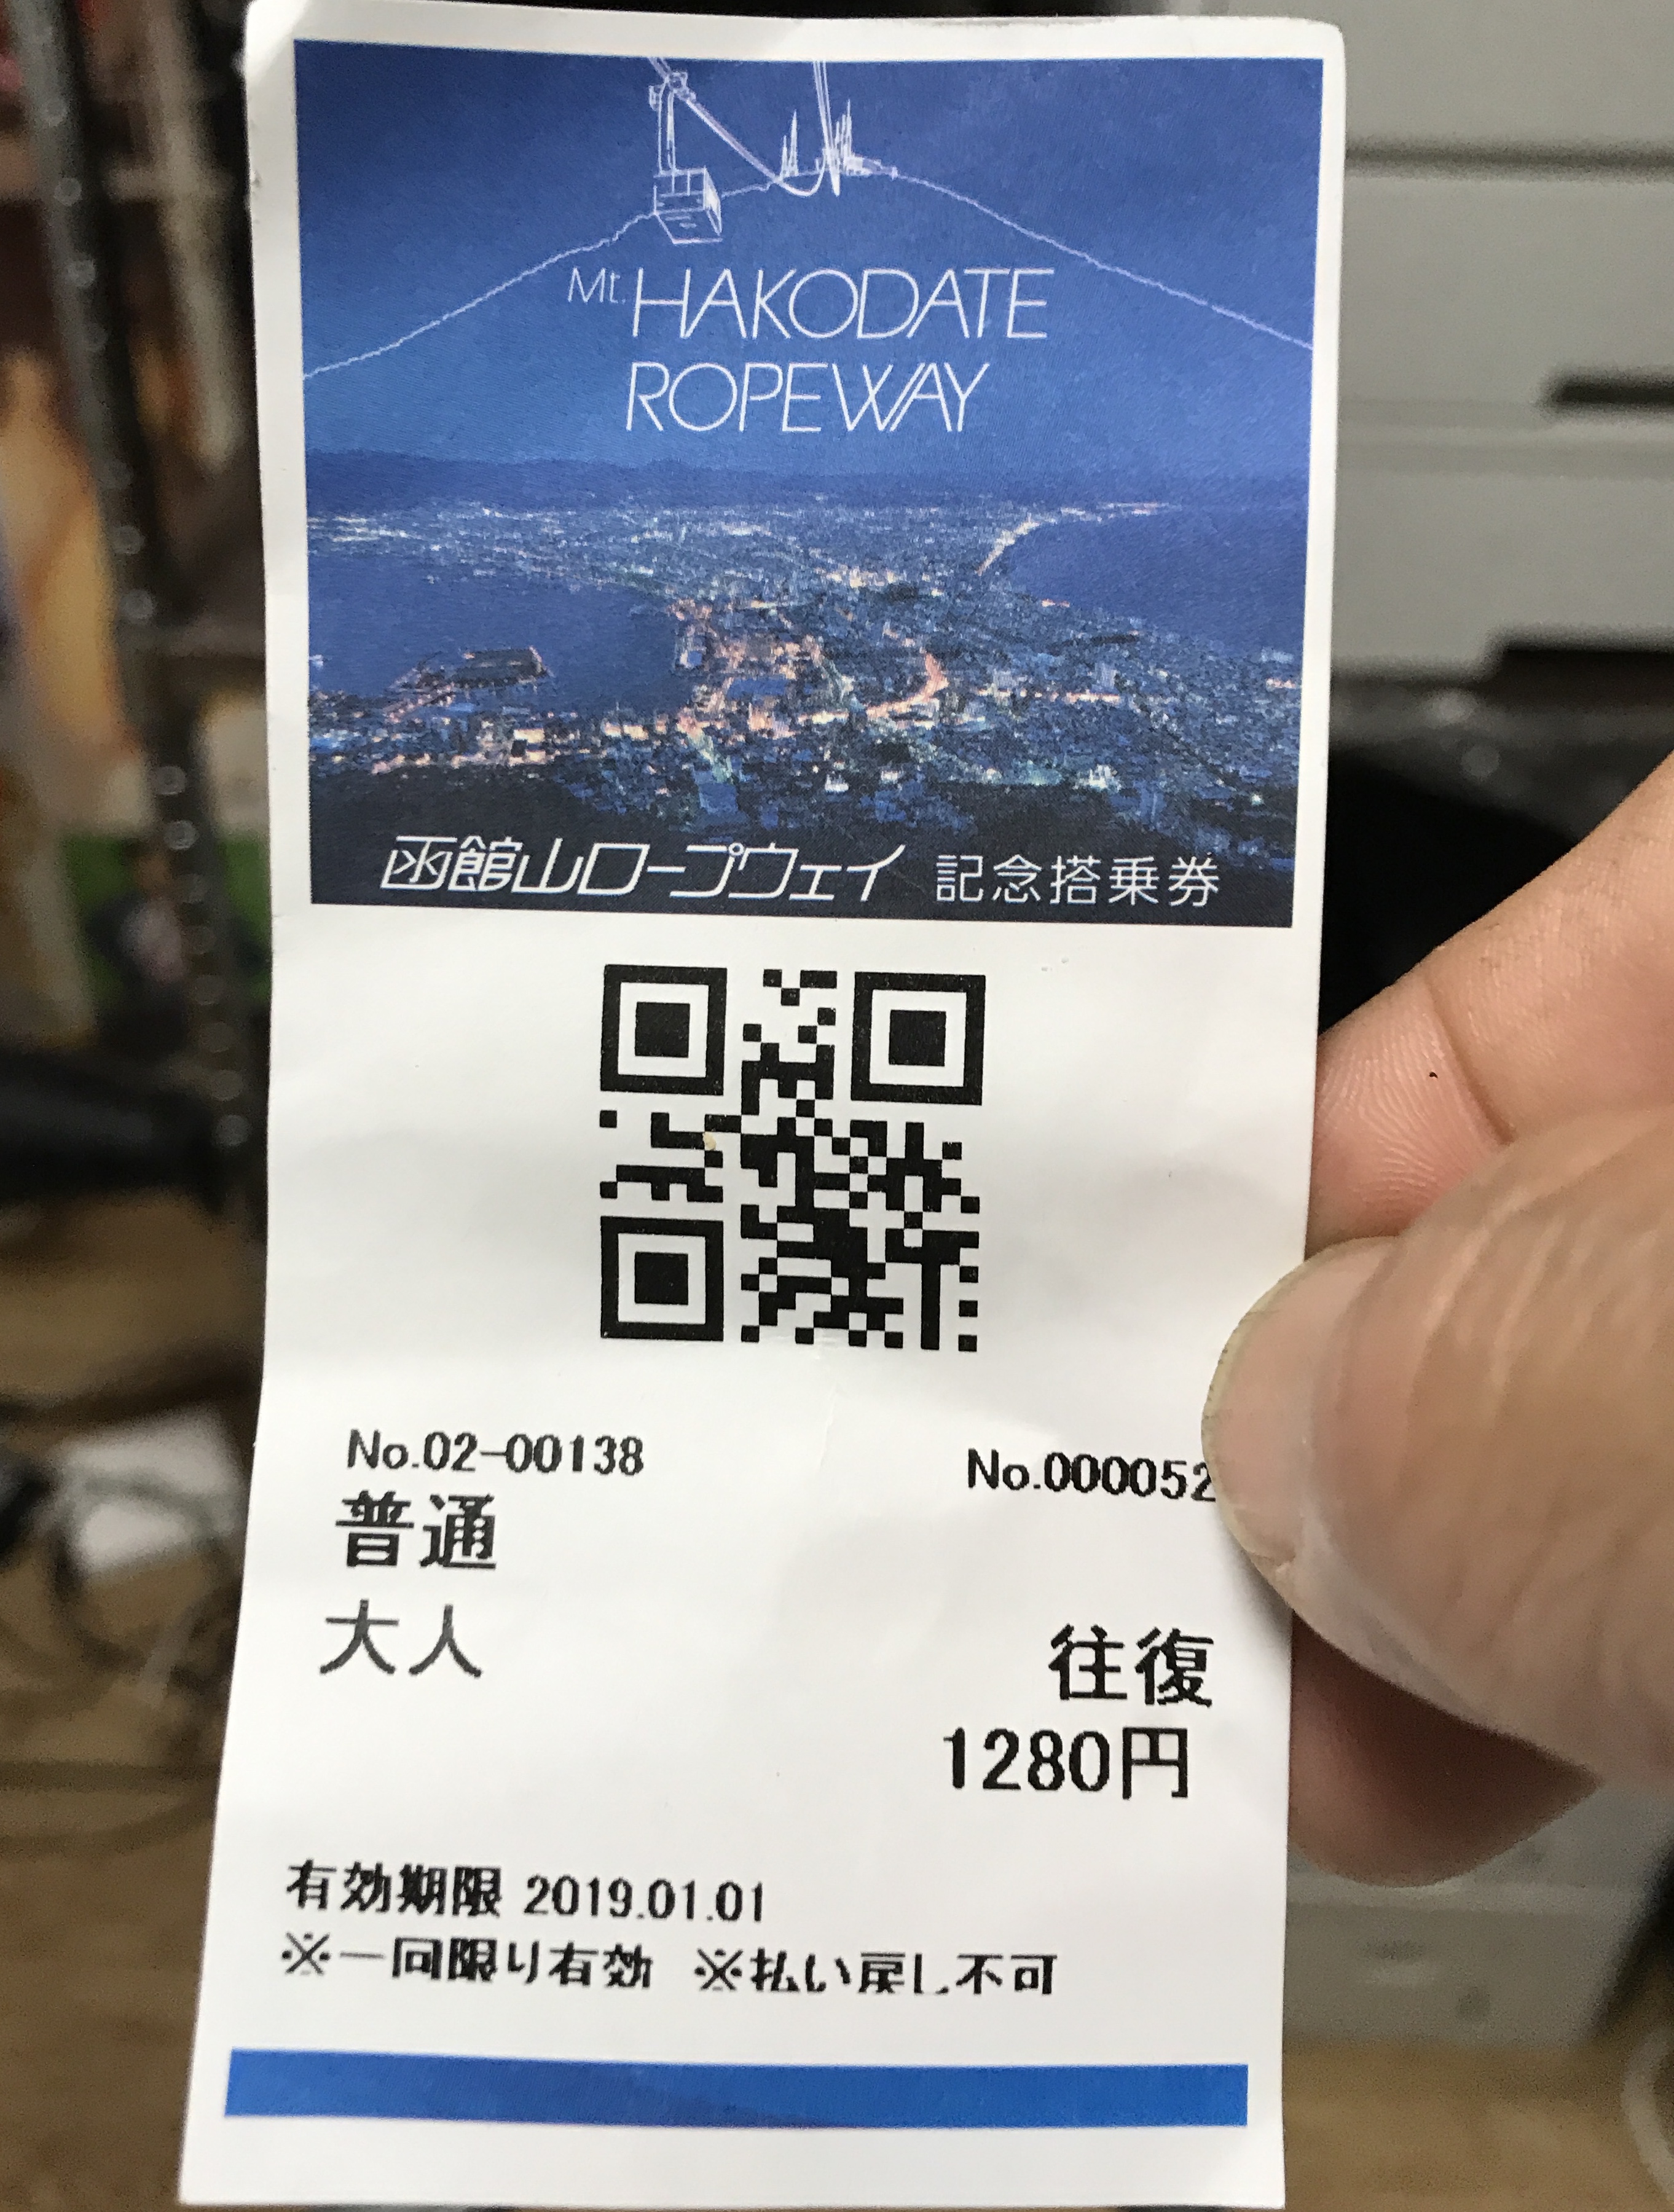 Mt. HAKODATE
ROPEWAY
函館山ロープウェイ 記念搭乗券
No.02-00138 No.000052
普通
大人
往復
1280円
有効期限 2019.01.01
※一回限り有効 ※払い戻し不可